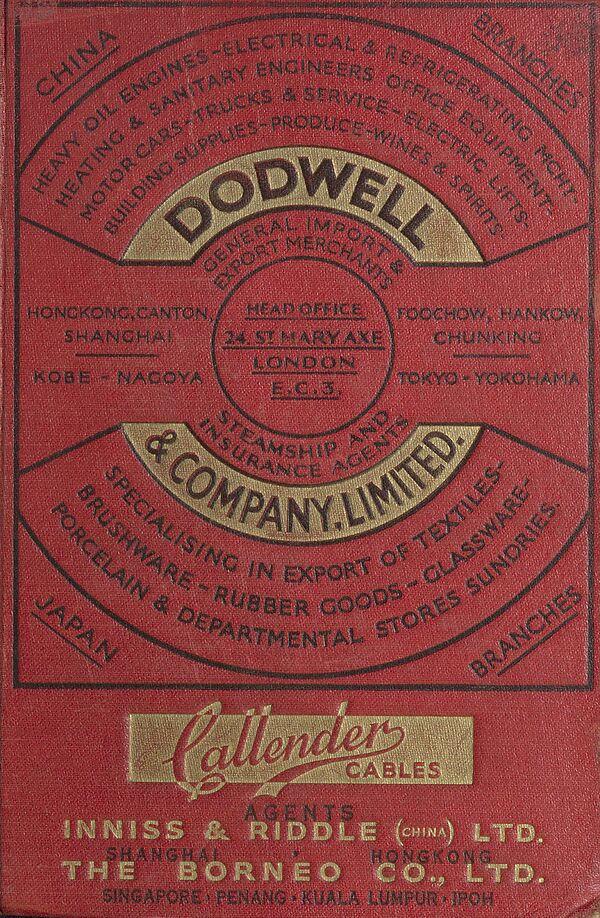 CHINA
BRANCHES
HEAVY OIL ENGINES-ELECTRICAL & REFRIGERATING MCHY-
HEATING & SANITARY ENGINEERS OFFICE EQUIPMENT-
MOTOR CARS-TRUCKS & SERVICE-ELECTRIC LIFTS-
BUILDING SUPPLIES-PRODUCE-WINES & SPIRITS-
DODWELL
GENERAL IMPORT &
EXPORT MERCHANTS
HONGKONG, CANTON,
SHANGHAI
KOBE - NAGOYA
HEAD OFFICE
24 ST MARY AXE
LONDON
E.C.3.
FOOCHOW, HANKOW,
CHUNKING
TOKYO - YOKOHAMA
STEAMSHIP AND
INSURANCE AGENTS
& COMPANY, LIMITED.
SPECIALISING IN EXPORT OF TEXTILES-
BRUSHWARE - RUBBER GOODS - GLASSWARE-
PORCELAIN & DEPARTMENTAL STORES SUNDRIES.
JAPAN
BRANCHES
Callender
CABLES
AGENTS
INNISS & RIDDLE (CHINA) LTD.
SHANGHAI • HONGKONG
THE BORNEO CO., LTD.
SINGAPORE • PENANG • KUALA LUMPUR • IPOH